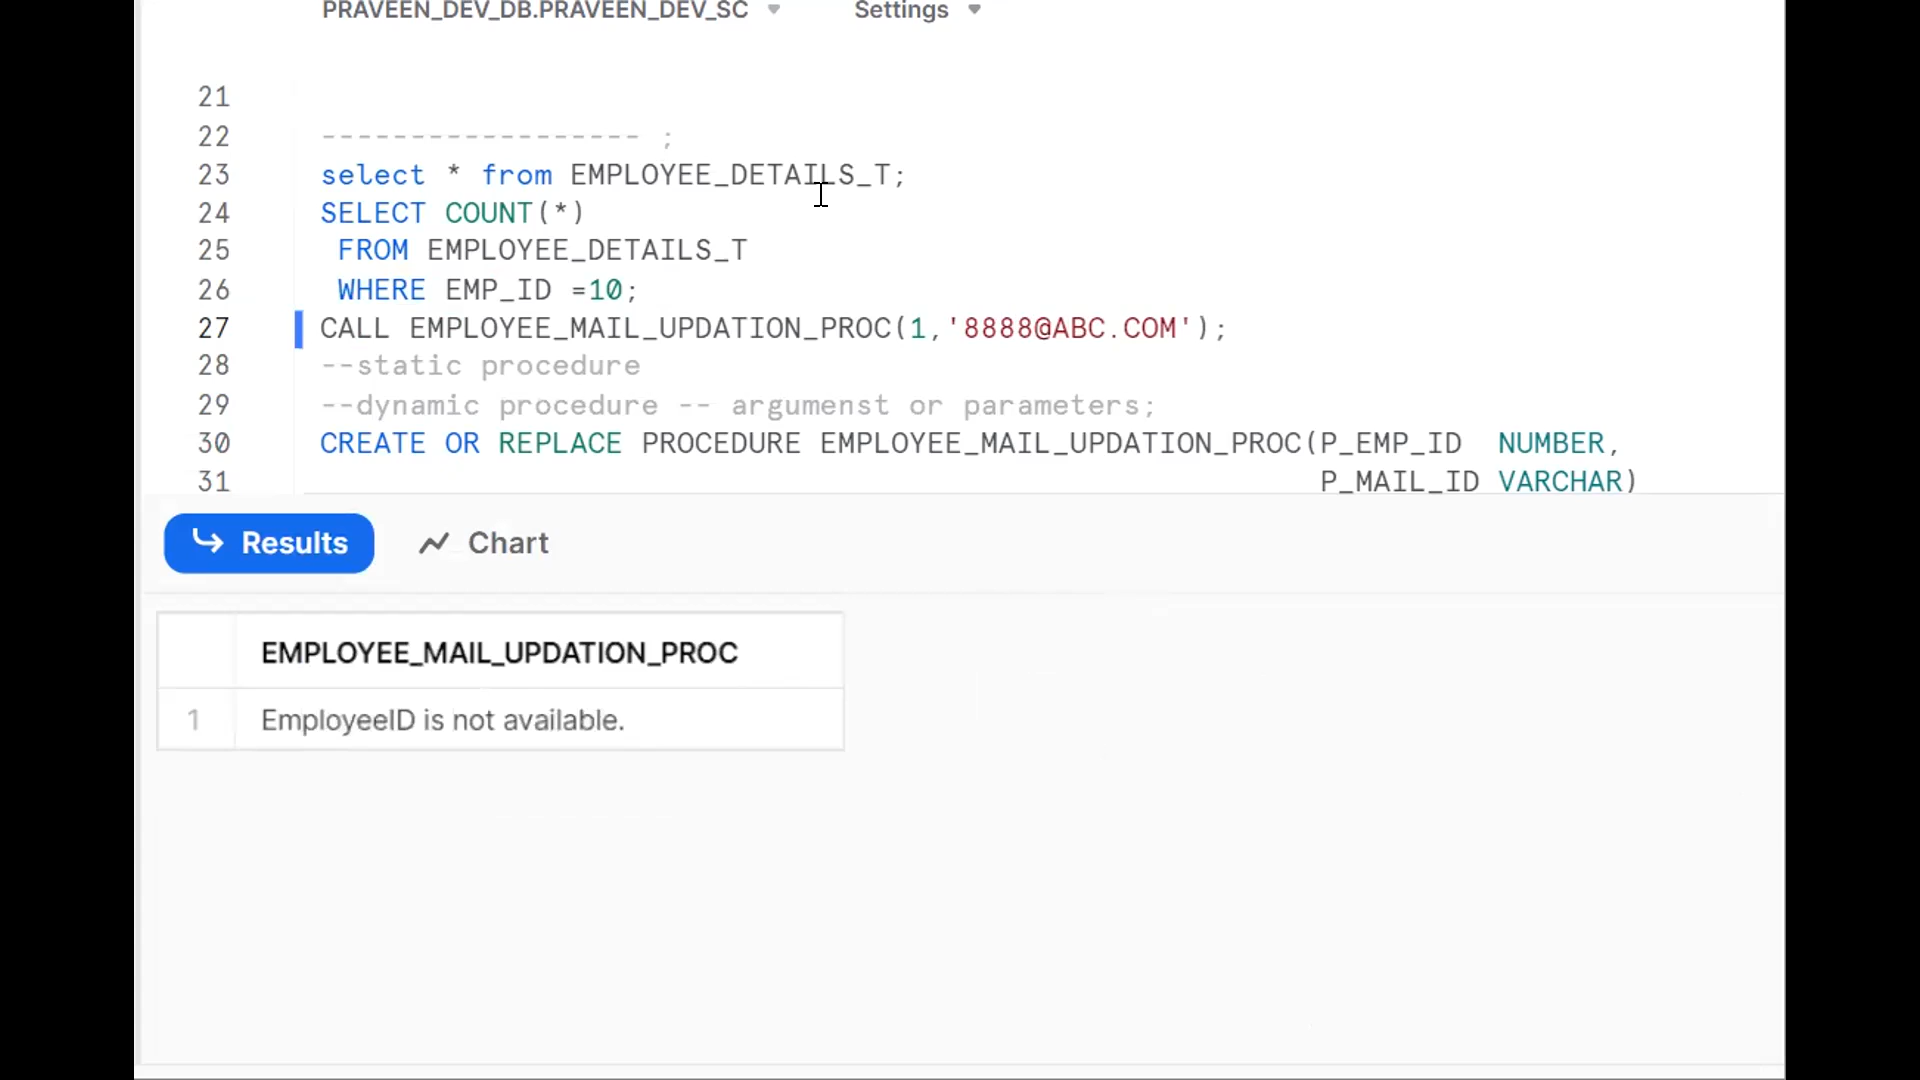 PRAVEEN_DEV_DB.PRAVEEN_DEV_SC Settings
21
22 ------------------ ;
23 select * from EMPLOYEE_DETAILS_T;
24 SELECT COUNT(*)
25 FROM EMPLOYEE_DETAILS_T
26 WHERE EMP_ID =10;
27 CALL EMPLOYEE_MAIL_UPDATION_PROC(1,'8888@ABC.COM');
28 --static procedure
29 --dynamic procedure -- argumenst or parameters;
30 CREATE OR REPLACE PROCEDURE EMPLOYEE_MAIL_UPDATION_PROC(P_EMP_ID NUMBER,
31 P_MAIL_ID VARCHAR)
Results Chart
EMPLOYEE_MAIL_UPDATION_PROC
1 EmployeeID is not available.